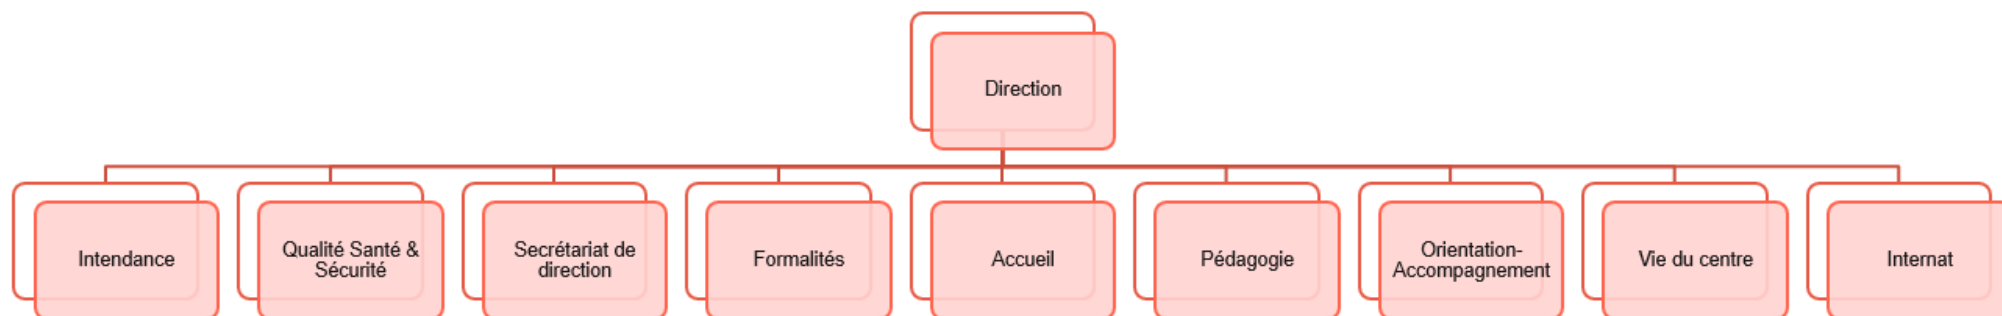 Direction
Intendance
Qualité Santé &
Sécurité
Secrétariat de
direction
Formalités
Accueil
Pédagogie
Orientation-
Accompagnement
Vie du centre
Internat